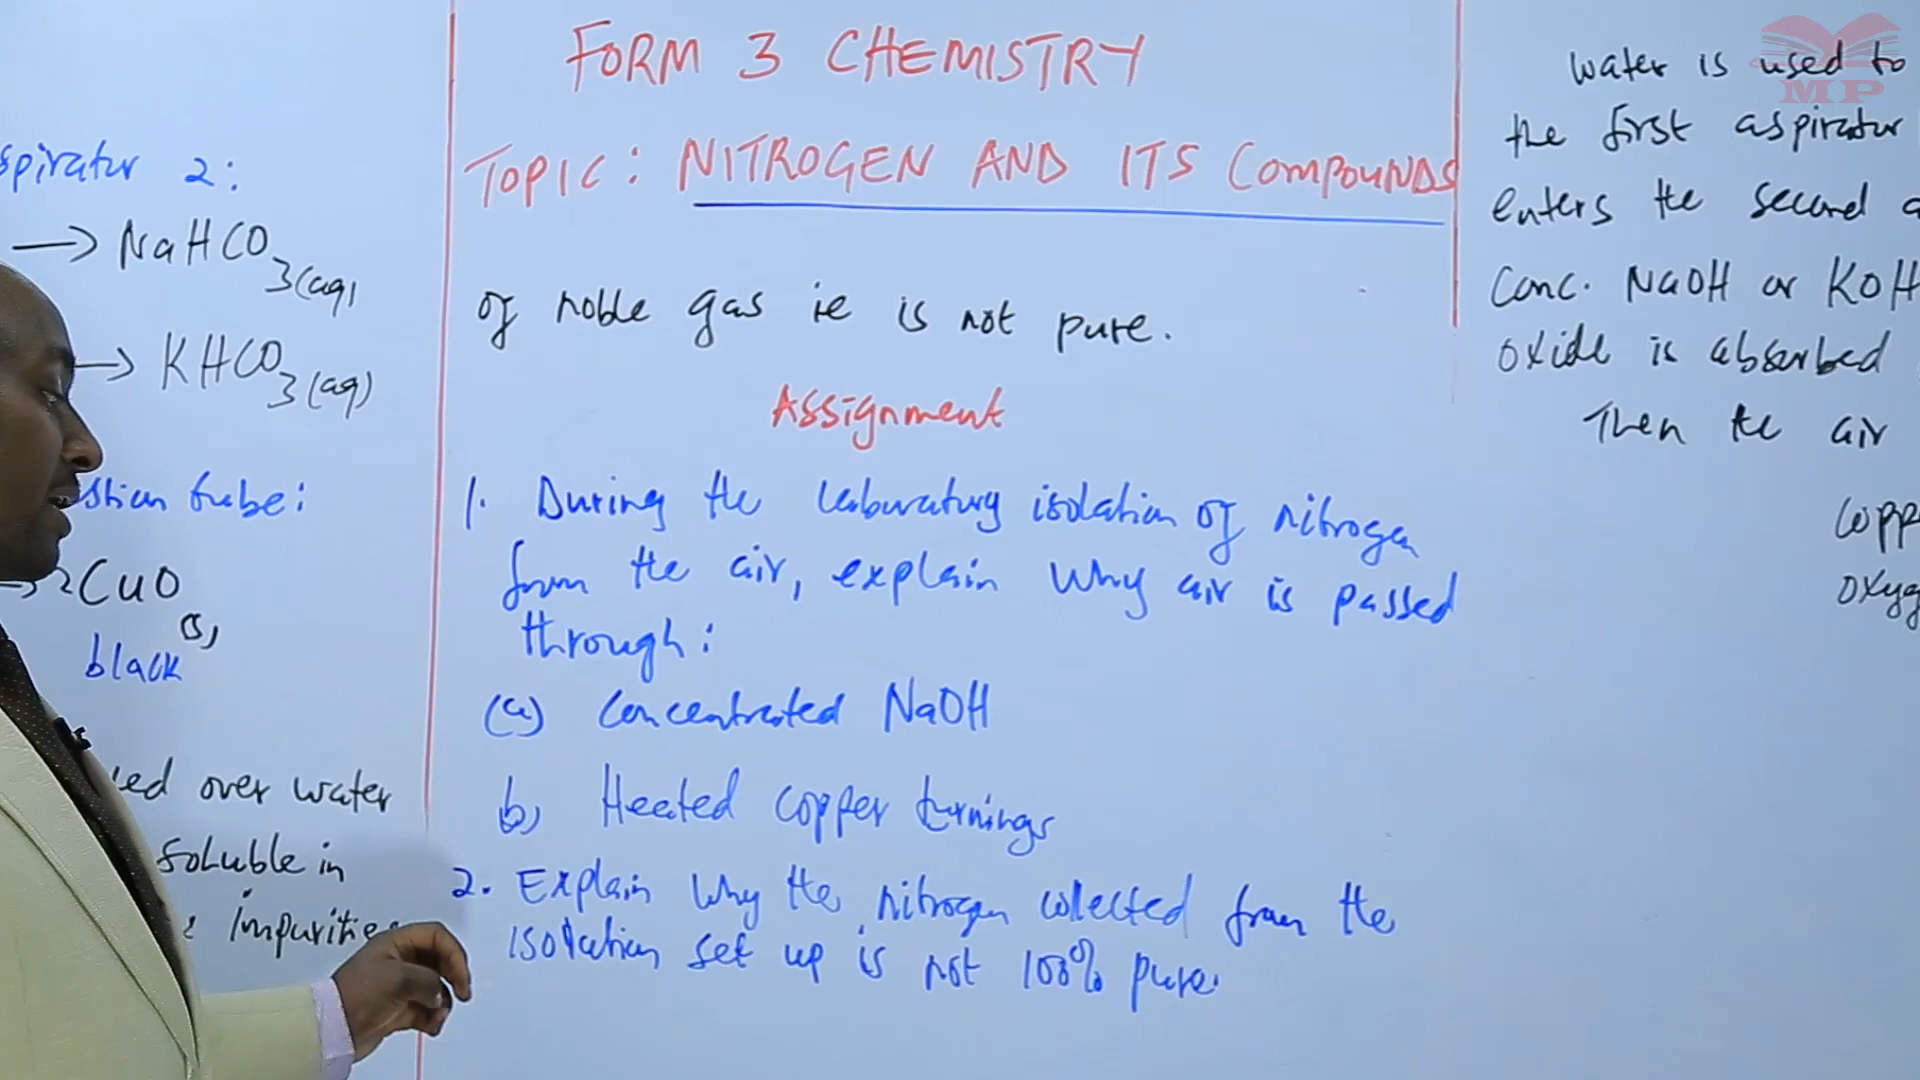 FORM 3 CHEMISTRY
TOPIC: NITROGEN AND ITS COMPOUNDS
spirator 2:
→ NaHCO3(aq)
→ KHCO3(aq)
stion tube:
→ 2CuO(s)
black
over water
soluble in
impurities
of noble gas ie is not pure.
Assignment
1. During the laboratory isolation of nitrogen
from the air, explain why air is passed
through:
(a) Concentrated NaOH
b) Heated copper turnings
2. Explain why the nitrogen collected from the
isolation set up is not 100% pure.
water is used to
the first aspirator
enters the second a
Conc. NaOH or KOH
oxide is absorbed
Then the air
copp
oxyg
MP